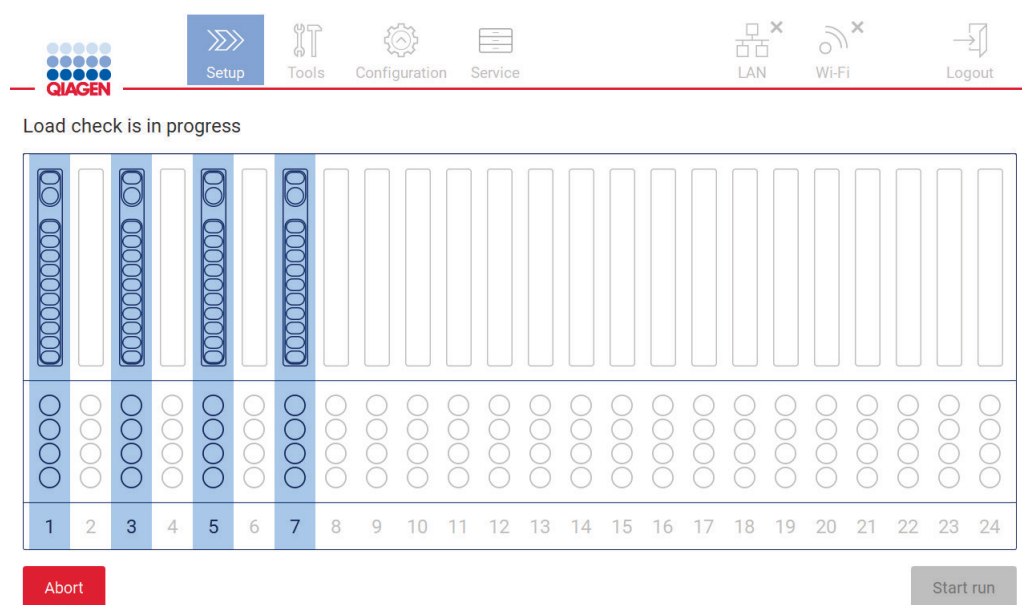 QIAGEN
Setup
Tools
Configuration
Service
LAN
Wi-Fi
Logout
Load check is in progress
1 2 3 4 5 6 7 8 9 10 11 12 13 14 15 16 17 18 19 20 21 22 23 24
Abort
Start run